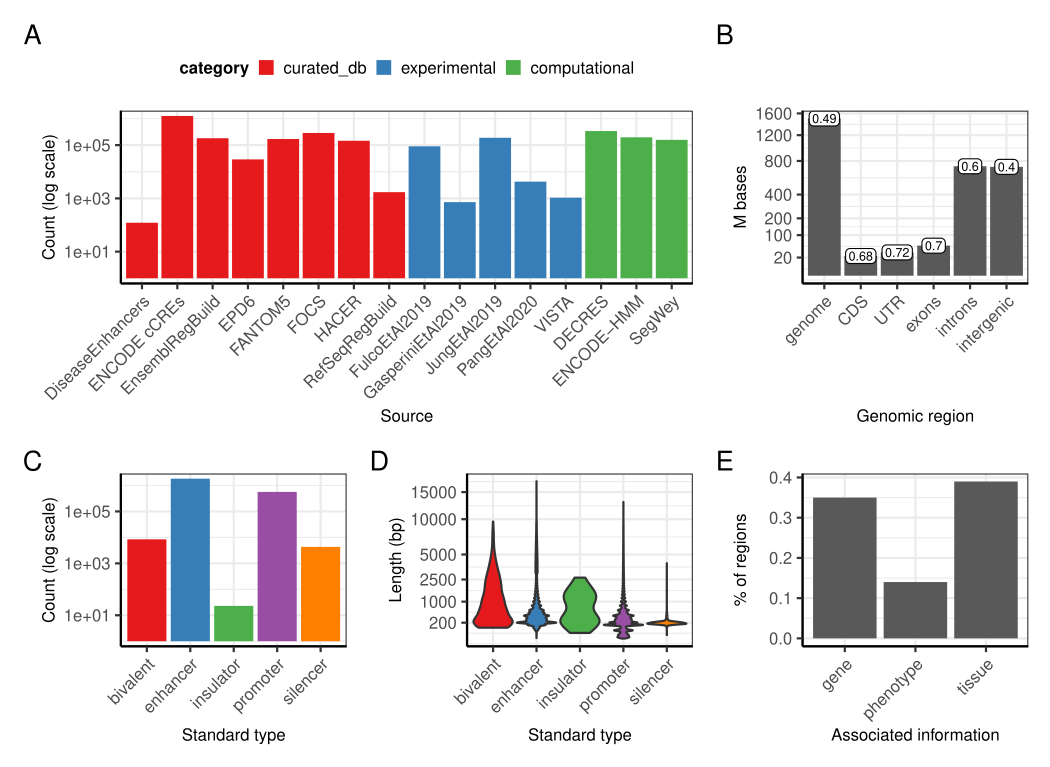 A
category curated_db experimental computational
Count (log scale)
1e+05
1e+03
1e+01
DiseaseEnhancers
ENCODE cCREs
EnsemblRegBuild
EPD6
FANTOM5
FOCS
HACER
RefSeqRegBuild
FulcoEtAl2019
GasperiniEtAl2019
JungEtAl2019
PangEtAl2020
VISTA
DECRES
ENCODE−HMM
SegWey
Source
B
M bases
1600
1200
800
400
200
100
20
0.49
0.68
0.72
0.7
0.6
0.4
genome
CDS
UTR
exons
introns
intergenic
Genomic region
C
Count (log scale)
1e+05
1e+03
1e+01
bivalent
enhancer
insulator
promoter
silencer
Standard type
D
Length (bp)
15000
10000
5000
2500
1000
200
bivalent
enhancer
insulator
promoter
silencer
Standard type
E
% of regions
0.4
0.3
0.2
0.1
0.0
gene
phenotype
tissue
Associated information